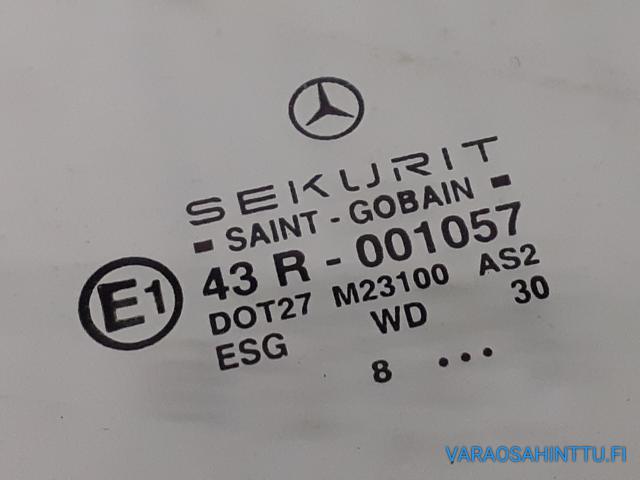 SEKURIT
- SAINT - GOBAIN -
E1
43 R - 001057
DOT27 M23100 AS2
ESG WD 30
8 ...
VARAOSAHINTTU.FI